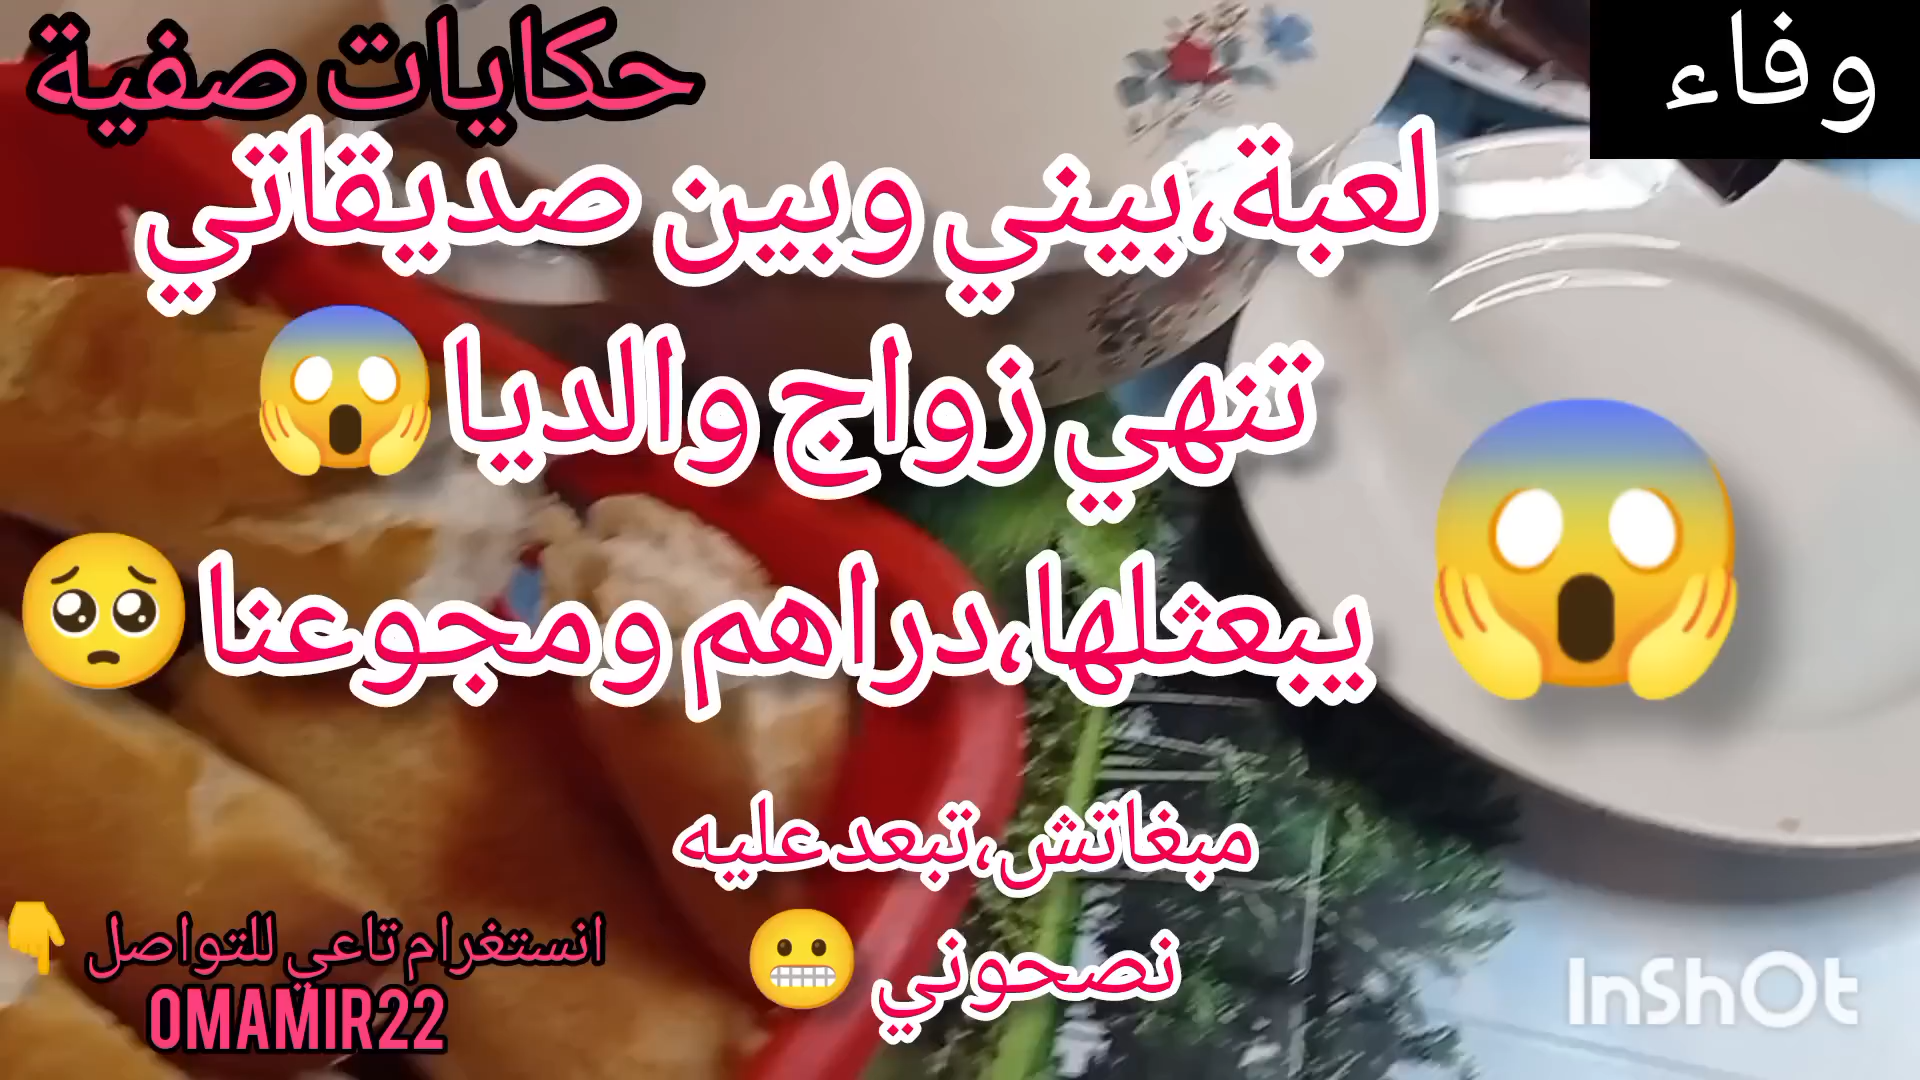 حكايات صفية
وفاء
لعبة،بيني وبين صديقاتي
تنهي زواج والديا😱
يبعثلها،دراهم ومجوعنا🥺
مبغاتش،تبعد عليه
نصحوني😬
انستغرام تاعي للتواصل👇
OMAMIR22
InShOt